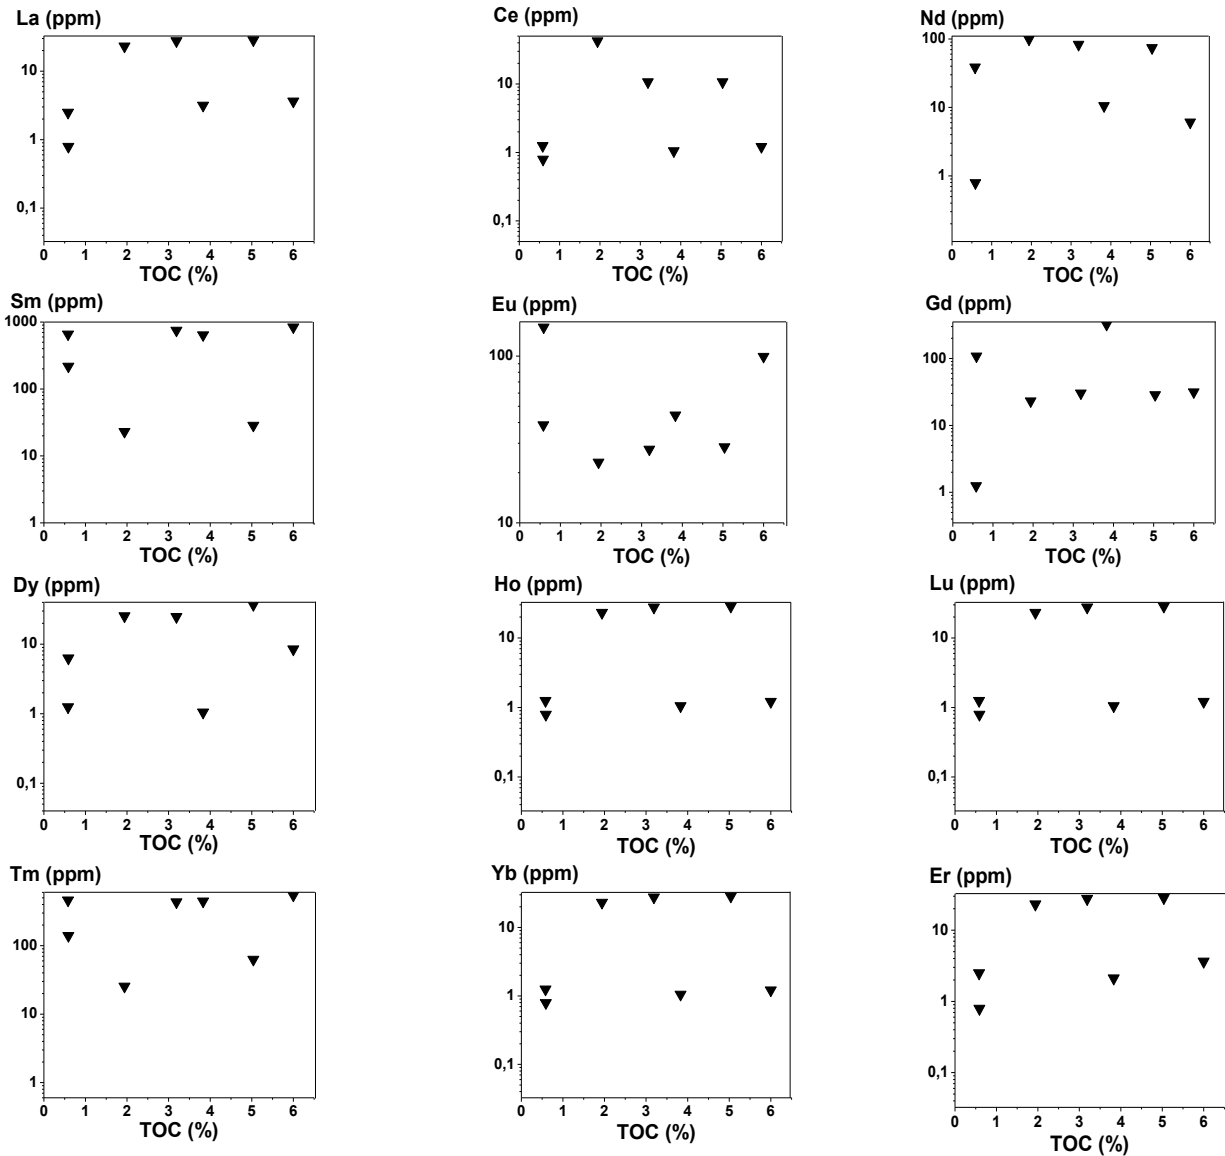 La (ppm)
10
1
0,1
0 1 2 3 4 5 6
TOC (%)
Ce (ppm)
10
1
0,1
0 1 2 3 4 5 6
TOC (%)
Nd (ppm)
100
10
1
0 1 2 3 4 5 6
TOC (%)
Sm (ppm)
1000
100
10
1
0 1 2 3 4 5 6
TOC (%)
Eu (ppm)
100
10
0 1 2 3 4 5 6
TOC (%)
Gd (ppm)
100
10
1
0 1 2 3 4 5 6
TOC (%)
Dy (ppm)
10
1
0,1
0 1 2 3 4 5 6
TOC (%)
Ho (ppm)
10
1
0,1
0 1 2 3 4 5 6
TOC (%)
Lu (ppm)
10
1
0,1
0 1 2 3 4 5 6
TOC (%)
Tm (ppm)
100
10
1
0 1 2 3 4 5 6
TOC (%)
Yb (ppm)
10
1
0,1
0 1 2 3 4 5 6
TOC (%)
Er (ppm)
10
1
0,1
0 1 2 3 4 5 6
TOC (%)